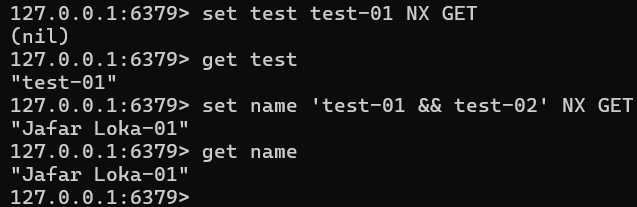 127.0.0.1:6379> set test test-01 NX GET
(nil)
127.0.0.1:6379> get test
"test-01"
127.0.0.1:6379> set name 'test-01 && test-02' NX GET
"Jafar Loka-01"
127.0.0.1:6379> get name
"Jafar Loka-01"
127.0.0.1:6379>